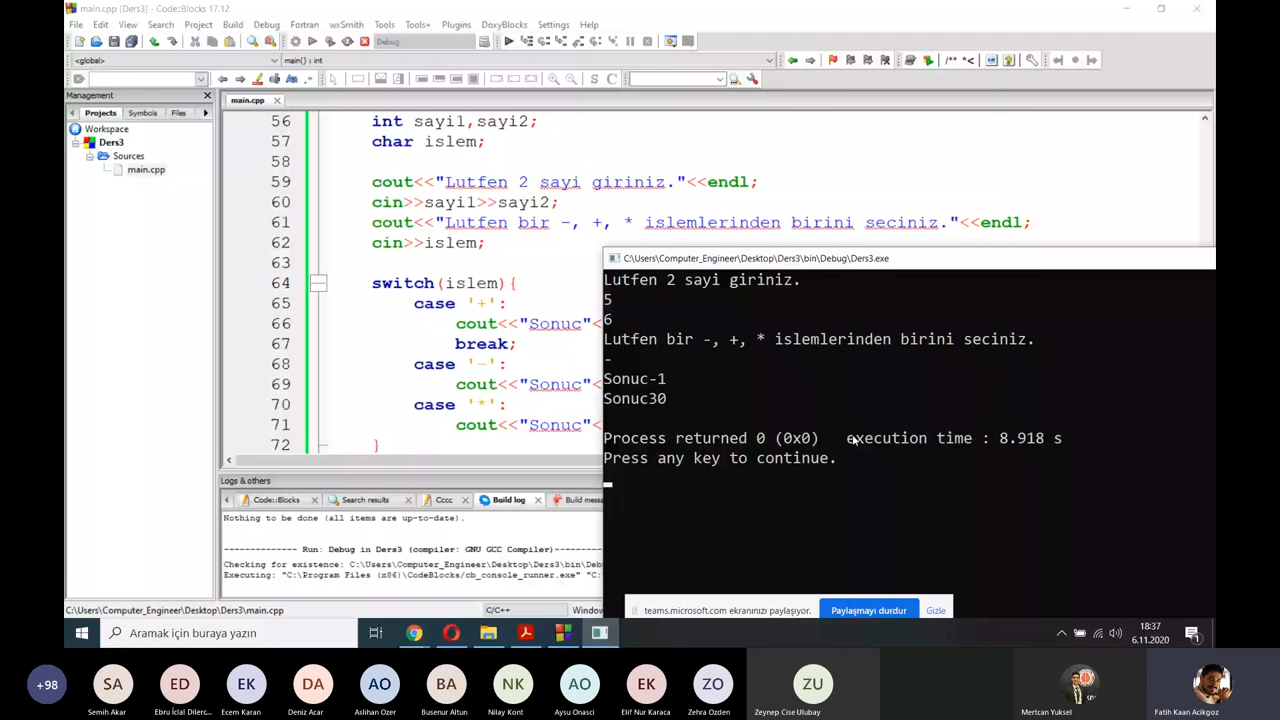 main.cpp [Ders3] - Code::Blocks 17.12
File Edit View Search Project Build Debug Fortran wxSmith Tools Tools+ Plugins DoxyBlocks Settings Help
Debug
<global> main() : int
Management
Projects Symbols Files
Workspace
Ders3
Sources
main.cpp
main.cpp
56 int sayi1,sayi2;
57 char islem;
58
59 cout<<"Lutfen 2 sayi giriniz."<<endl;
60 cin>>sayi1>>sayi2;
61 cout<<"Lutfen bir -, +, * islemlerinden birini seciniz."<<endl;
62 cin>>islem;
63
64 switch(islem){
65 case '+':
66 cout<<"Sonuc"<
67 break;
68 case '-':
69 cout<<"Sonuc"<
70 case '*':
71 cout<<"Sonuc"<
72 }
C:\Users\Computer_Engineer\Desktop\Ders3\bin\Debug\Ders3.exe
Lutfen 2 sayi giriniz.
5
6
Lutfen bir -, +, * islemlerinden birini seciniz.
-
Sonuc-1
Sonuc30
Process returned 0 (0x0) execution time : 8.918 s
Press any key to continue.
Logs & others
Code::Blocks Search results Cccc Build log Build mess
Nothing to be done (all items are up-to-date).
-------------- Run: Debug in Ders3 (compiler: GNU GCC Compiler)---------------
Checking for existence: C:\Users\Computer_Engineer\Desktop\Ders3\bin\Deb
Executing: "C:\Program Files (x86)\CodeBlocks/cb_console_runner.exe" "C:
C:\Users\Computer_Engineer\Desktop\Ders3\main.cpp C/C++ Window
teams.microsoft.com ekranınızı paylaşıyor. Paylaşmayı durdur Gizle
Aramak için buraya yazın
18:37
6.11.2020
1
+98 SA ED EK DA AO BA NK AO EK ZO ZU
Semih Akar Ebru İclal Dilerc... Ecem Karan Deniz Acar Aslihan Ozer Busenur Altun Nilay Kont Aysu Osnaci Elif Nur Karaca Zehra Ozden Zeynep Cise Ulubay Mertcan Yuksel Fatih Kaan Acikgoz